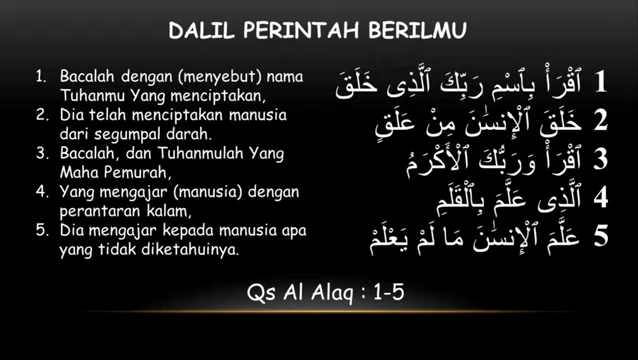 DALIL PERINTAH BERILMU
1. Bacalah dengan (menyebut) nama
Tuhanmu Yang menciptakan,
2. Dia telah menciptakan manusia
dari segumpal darah.
3. Bacalah, dan Tuhanmulah Yang
Maha Pemurah,
4. Yang mengajar (manusia) dengan
perantaran kalam,
5. Dia mengajar kepada manusia apa
yang tidak diketahuinya.
1 ٱقْرَأْ بِٱسْمِ رَبِّكَ ٱلَّذِى خَلَقَ
2 خَلَقَ ٱلْإِنسَٰنَ مِنْ عَلَقٍ
3 ٱقْرَأْ وَرَبُّكَ ٱلْأَكْرَمُ
4 ٱلَّذِى عَلَّمَ بِٱلْقَلَمِ
5 عَلَّمَ ٱلْإِنسَٰنَ مَا لَمْ يَعْلَمْ
Qs Al Alaq : 1-5